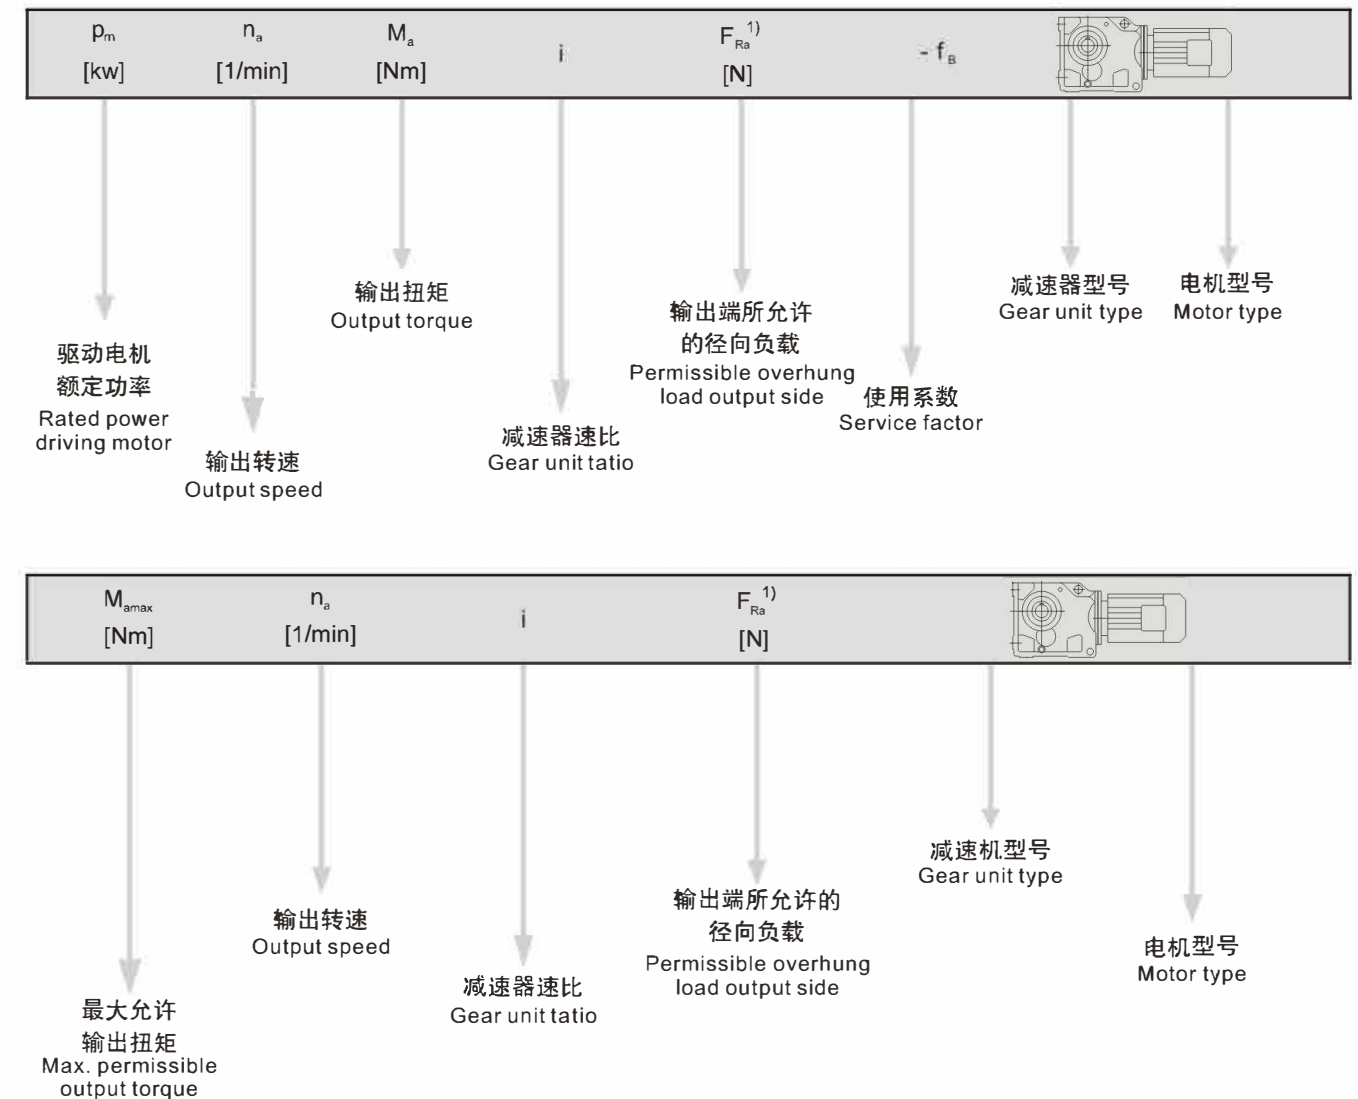 pm
na
Ma
i
FRa1)
- fB
[kw]
[1/min]
[Nm]
[N]
驱动电机
额定功率
Rated power
driving motor
输出转速
Output speed
输出扭矩
Output torque
减速器速比
Gear unit tatio
输出端所允许
的径向负载
Permissible overhung
load output side
使用系数
Service factor
减速器型号
Gear unit type
电机型号
Motor type
Mamax
na
i
FRa1)
[Nm]
[1/min]
[N]
最大允许
输出扭矩
Max. permissible
output torque
输出转速
Output speed
减速器速比
Gear unit tatio
输出端所允许的
径向负载
Permissible overhung
load output side
减速机型号
Gear unit type
电机型号
Motor type